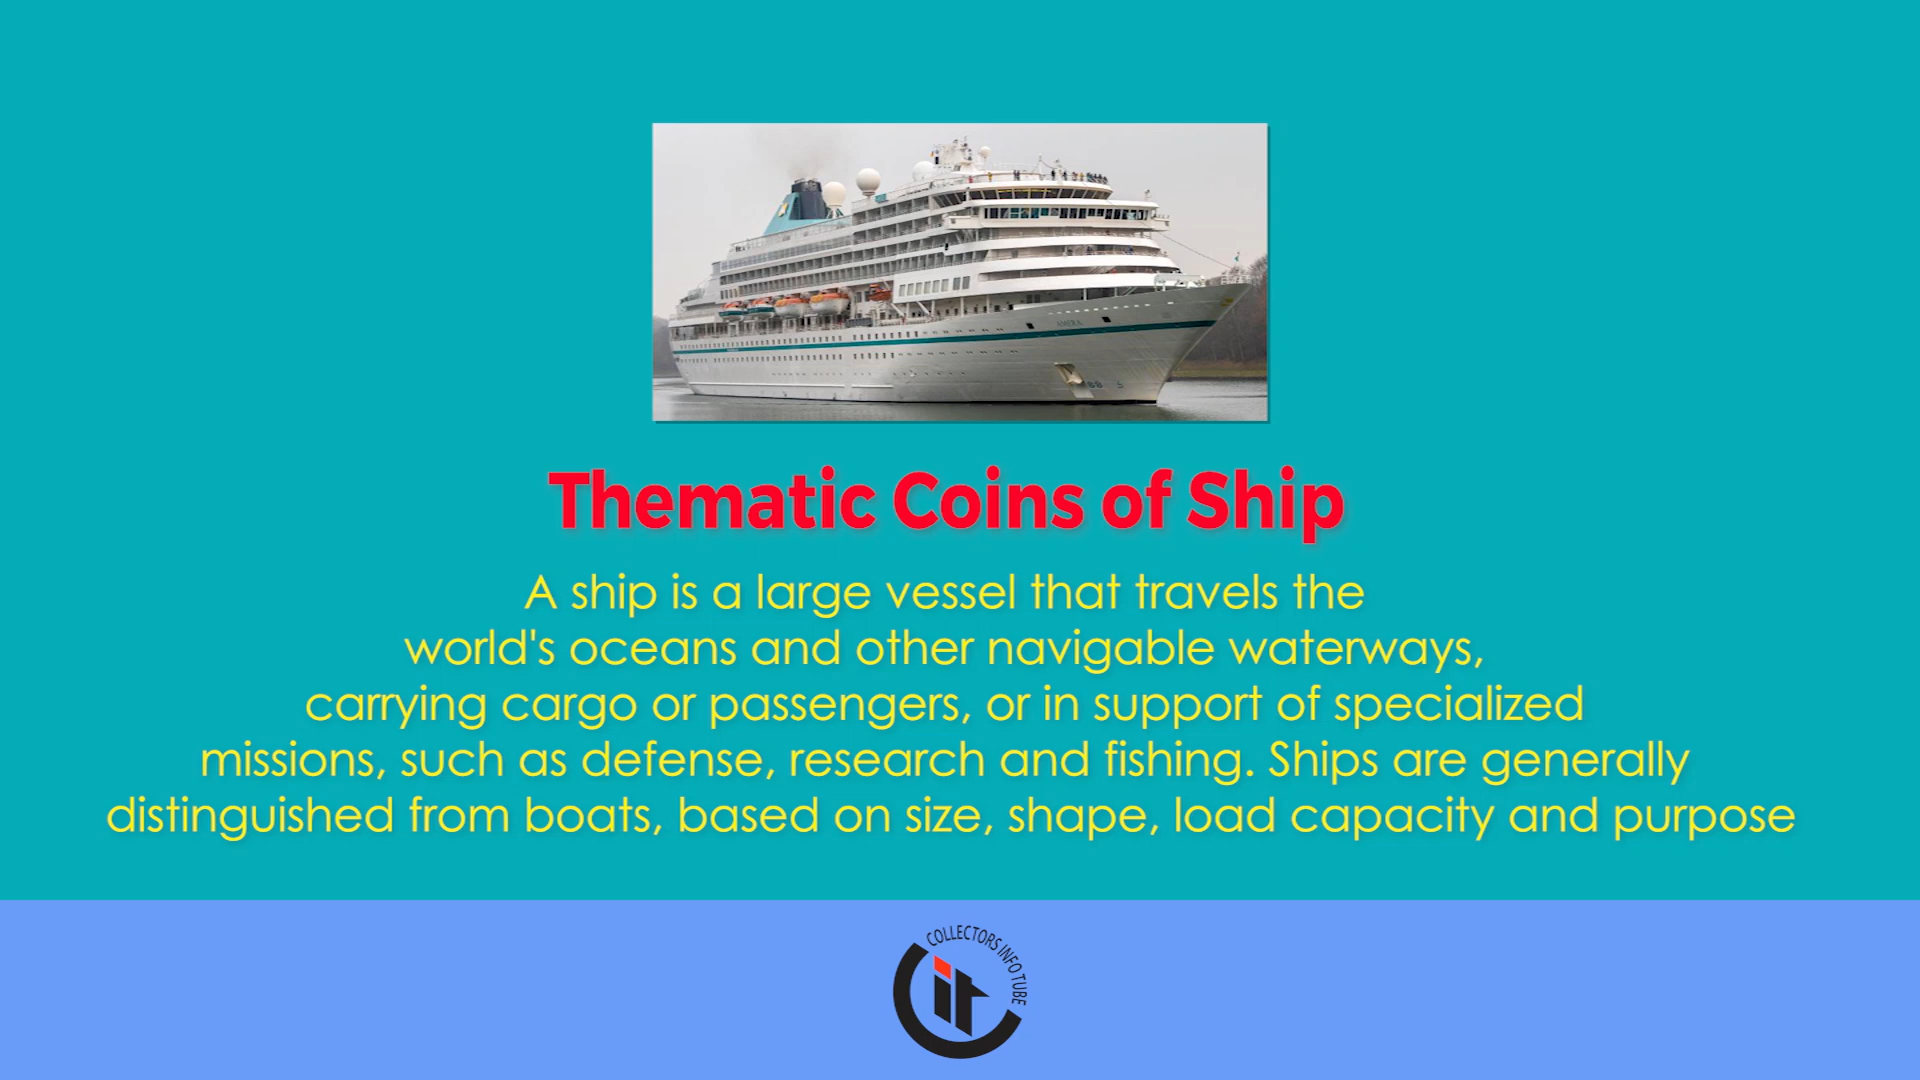 AMERA
Thematic Coins of Ship
A ship is a large vessel that travels the
world's oceans and other navigable waterways,
carrying cargo or passengers, or in support of specialized
missions, such as defense, research and fishing. Ships are generally
distinguished from boats, based on size, shape, load capacity and purpose
COLLECTORS INFO TUBE
it